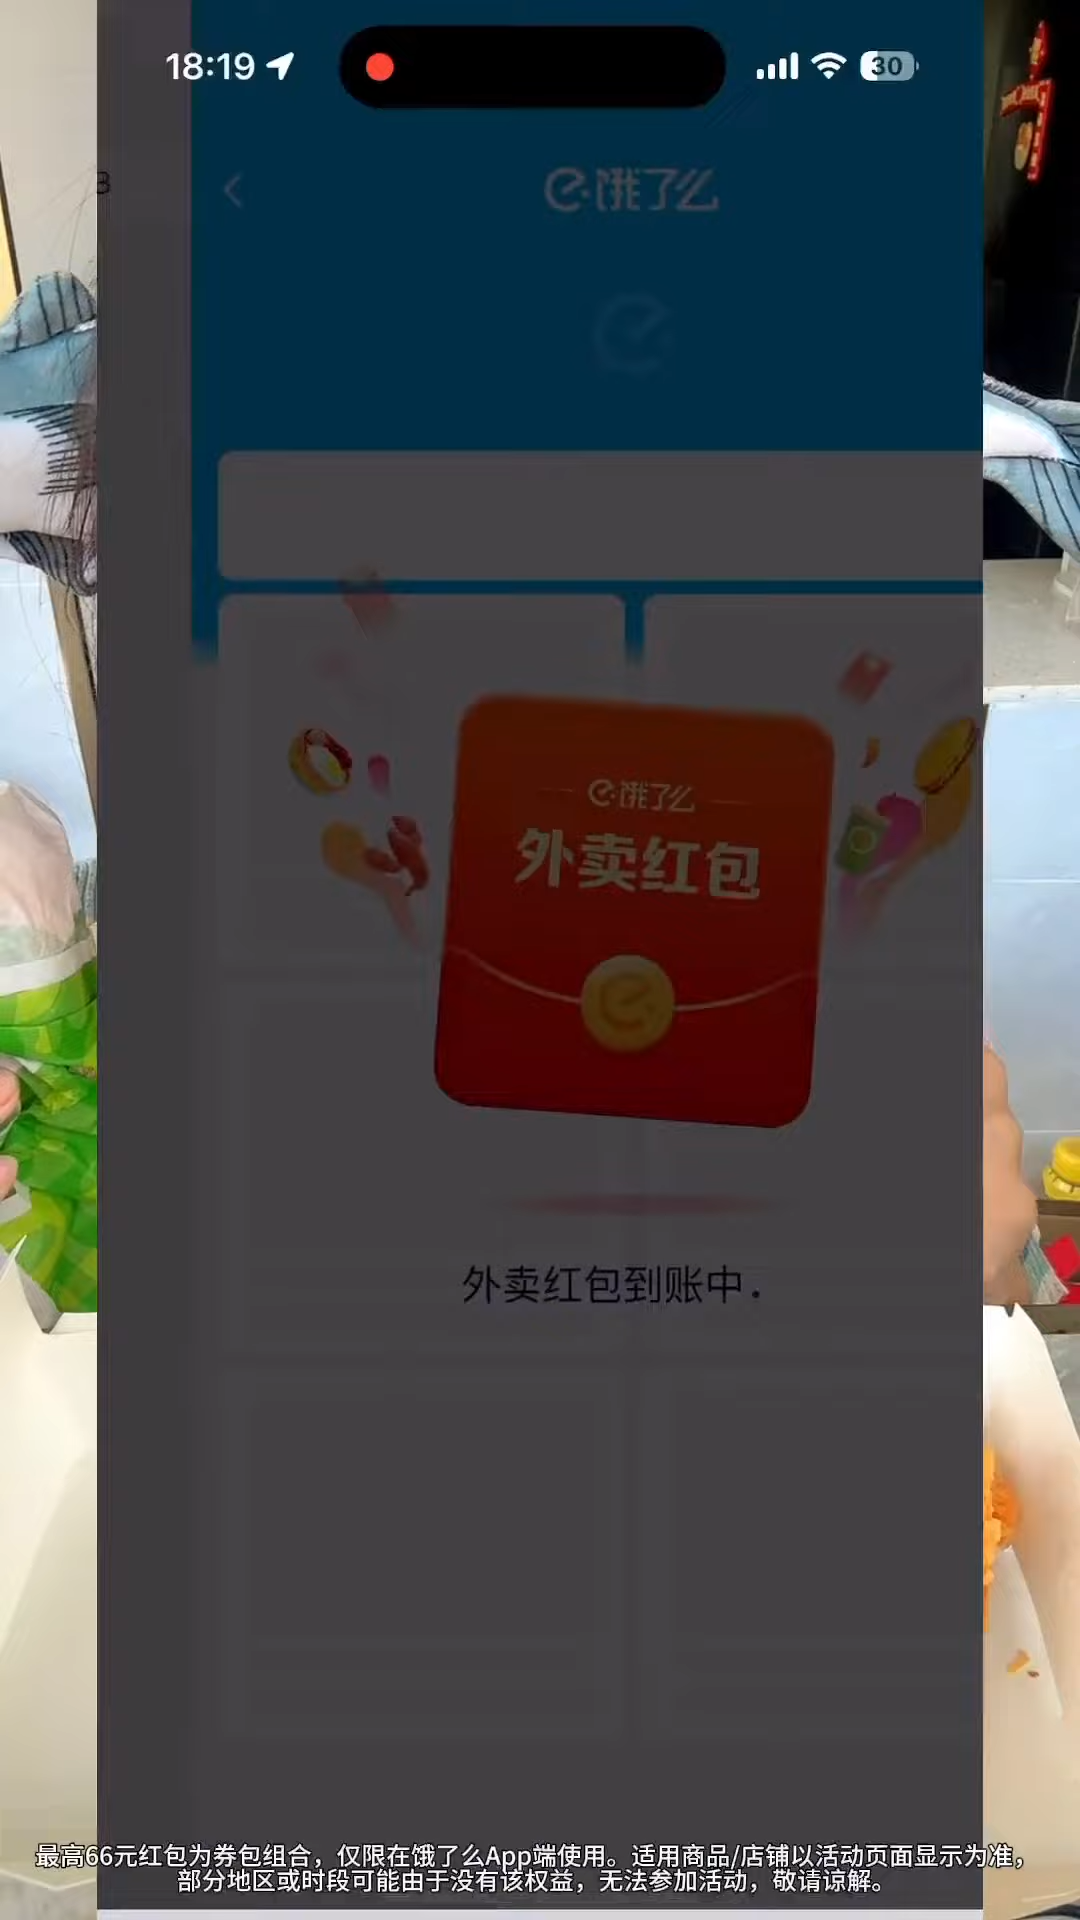 18:19
30
3
饿了么
饿了么
外卖红包
外卖红包到账中.
最高66元红包为券包组合，仅限在饿了么App端使用。适用商品/店铺以活动页面显示为准，
部分地区或时段可能由于没有该权益，无法参加活动，敬请谅解。